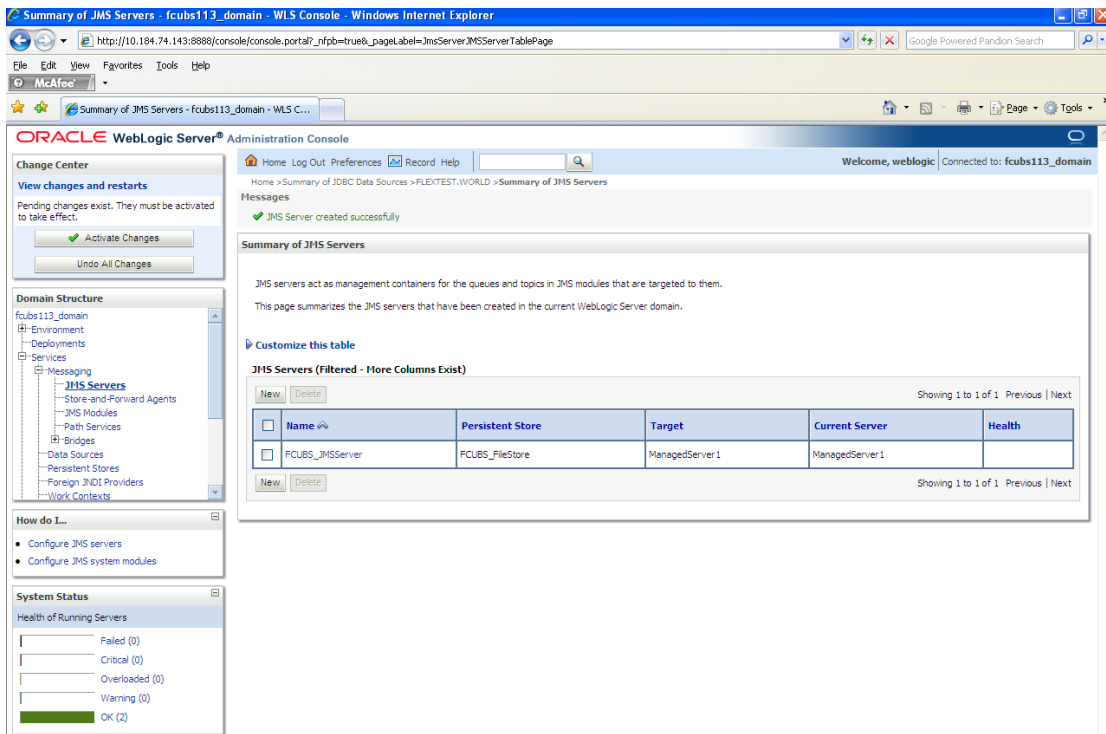 Summary of JMS Servers - fcubs113_domain - WLS Console - Windows Internet Explorer
http://10.184.74.143:8888/console/console.portal?_nfpb=true&_pageLabel=JmsServerJMSServerTablePage
Google Powered Pandion Search
File Edit View Favorites Tools Help
McAfee
Summary of JMS Servers - fcubs113_domain - WLS C...
Page Tools
ORACLE WebLogic Server® Administration Console
Change Center
View changes and restarts
Pending changes exist. They must be activated
to take effect.
Activate Changes
Undo All Changes
Domain Structure
fcubs113_domain
Environment
Deployments
Services
Messaging
JMS Servers
Store-and-Forward Agents
JMS Modules
Path Services
Bridges
Data Sources
Persistent Stores
Foreign JNDI Providers
Work Contexts
How do I...
Configure JMS servers
Configure JMS system modules
System Status
Health of Running Servers
Failed (0)
Critical (0)
Overloaded (0)
Warning (0)
OK (2)
Home Log Out Preferences Record Help
Welcome, weblogic Connected to: fcubs113_domain
Home >Summary of JDBC Data Sources >FLEXTEST.WORLD >Summary of JMS Servers
Messages
JMS Server created successfully
Summary of JMS Servers
JMS servers act as management containers for the queues and topics in JMS modules that are targeted to them.
This page summarizes the JMS servers that have been created in the current WebLogic Server domain.
Customize this table
JMS Servers (Filtered - More Columns Exist)
New Delete Showing 1 to 1 of 1 Previous | Next
Name Persistent Store Target Current Server Health
FCUBS_JMSServer FCUBS_FileStore ManagedServer1 ManagedServer1
New Delete Showing 1 to 1 of 1 Previous | Next